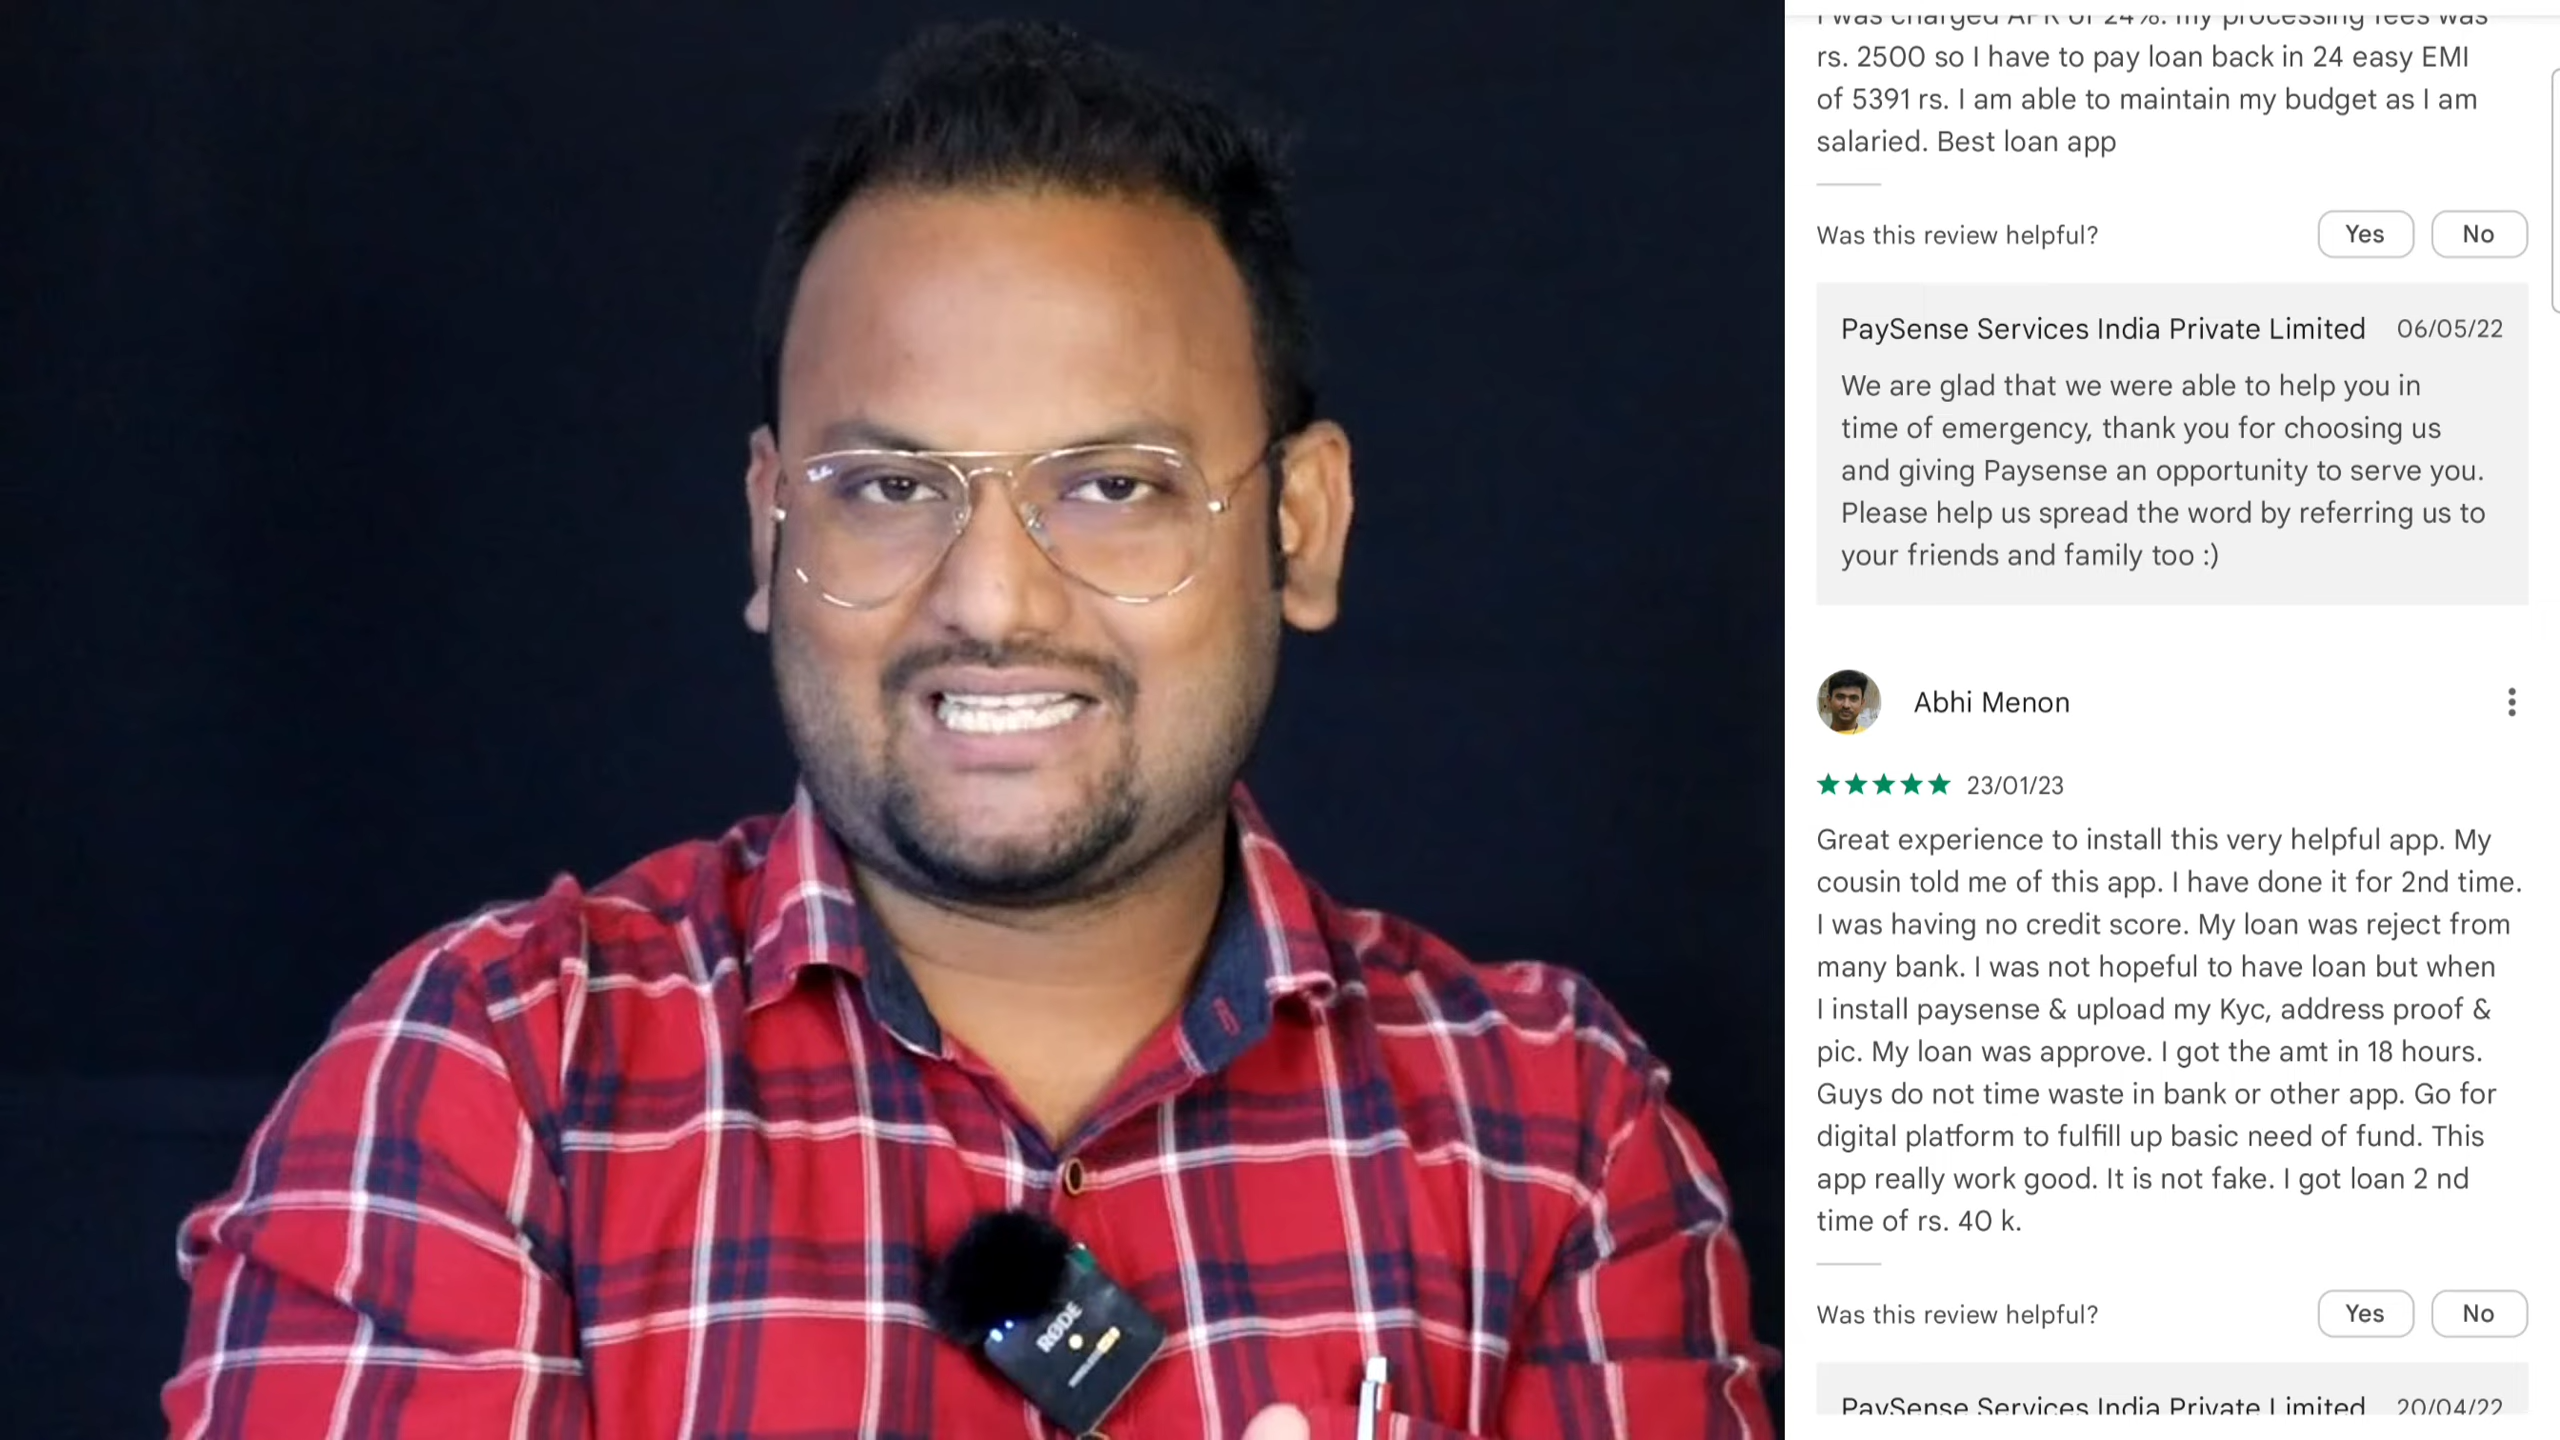 I was charged APR of 24%. my processing fees was
rs. 2500 so I have to pay loan back in 24 easy EMI
of 5391 rs. I am able to maintain my budget as I am
salaried. Best loan app
Was this review helpful?
Yes
No
PaySense Services India Private Limited
06/05/22
We are glad that we were able to help you in
time of emergency, thank you for choosing us
and giving Paysense an opportunity to serve you.
Please help us spread the word by referring us to
your friends and family too :)
Abhi Menon
23/01/23
Great experience to install this very helpful app. My
cousin told me of this app. I have done it for 2nd time.
I was having no credit score. My loan was reject from
many bank. I was not hopeful to have loan but when
I install paysense & upload my Kyc, address proof &
pic. My loan was approve. I got the amt in 18 hours.
Guys do not time waste in bank or other app. Go for
digital platform to fulfill up basic need of fund. This
app really work good. It is not fake. I got loan 2 nd
time of rs. 40 k.
Was this review helpful?
Yes
No
PaySense Services India Private Limited
20/04/22
RØDE